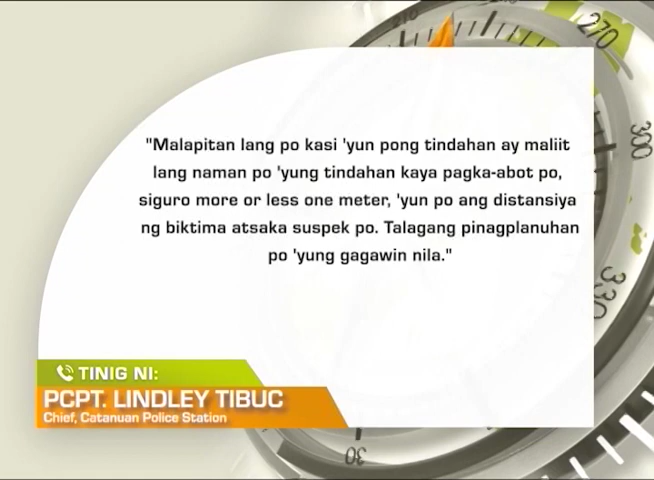 "Malapitan lang po kasi 'yun pong tindahan ay maliit
lang naman po 'yung tindahan kaya pagka-abot po,
siguro more or less one meter, 'yun po ang distansiya
ng biktima atsaka suspek po. Talagang pinagplanuhan
po 'yung gagawin nila."
TINIG NI:
PCPT. LINDLEY TIBUC
Chief, Catanuan Police Station
210
270
300
330
30